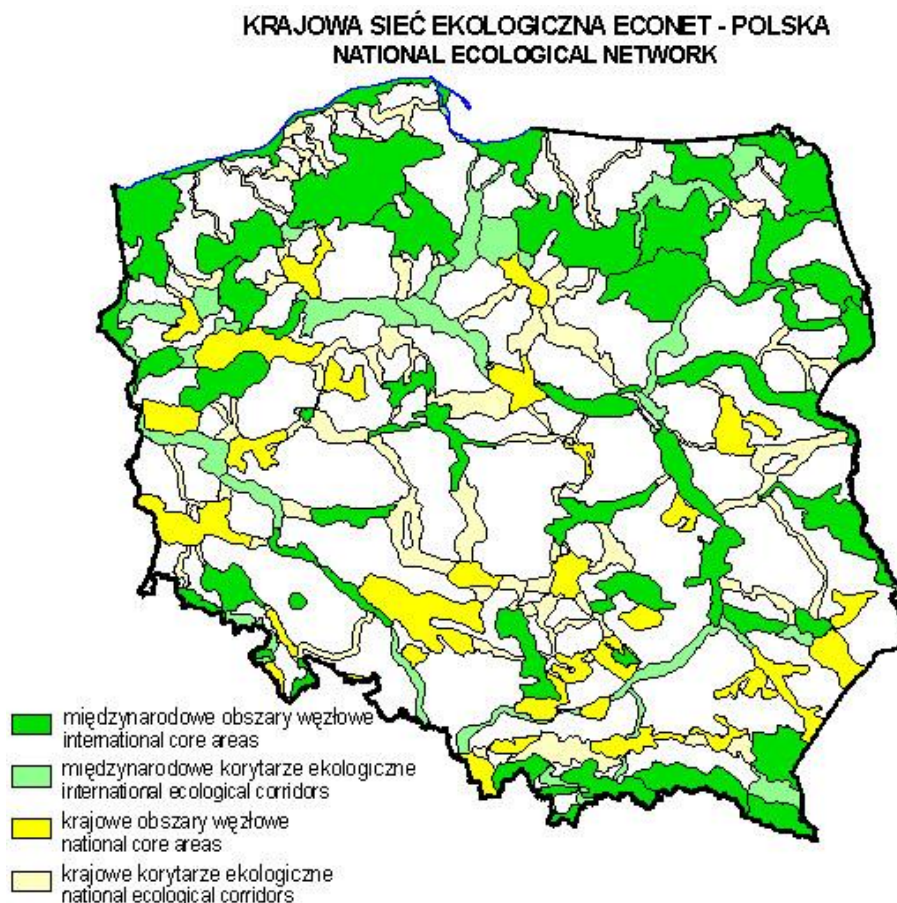 KRAJOWA SIEĆ EKOLOGICZNA ECONET - POLSKA
NATIONAL ECOLOGICAL NETWORK
międzynarodowe obszary węzłowe
international core areas
międzynarodowe korytarze ekologiczne
international ecological corridors
krajowe obszary węzłowe
national core areas
krajowe korytarze ekologiczne
national ecological corridors